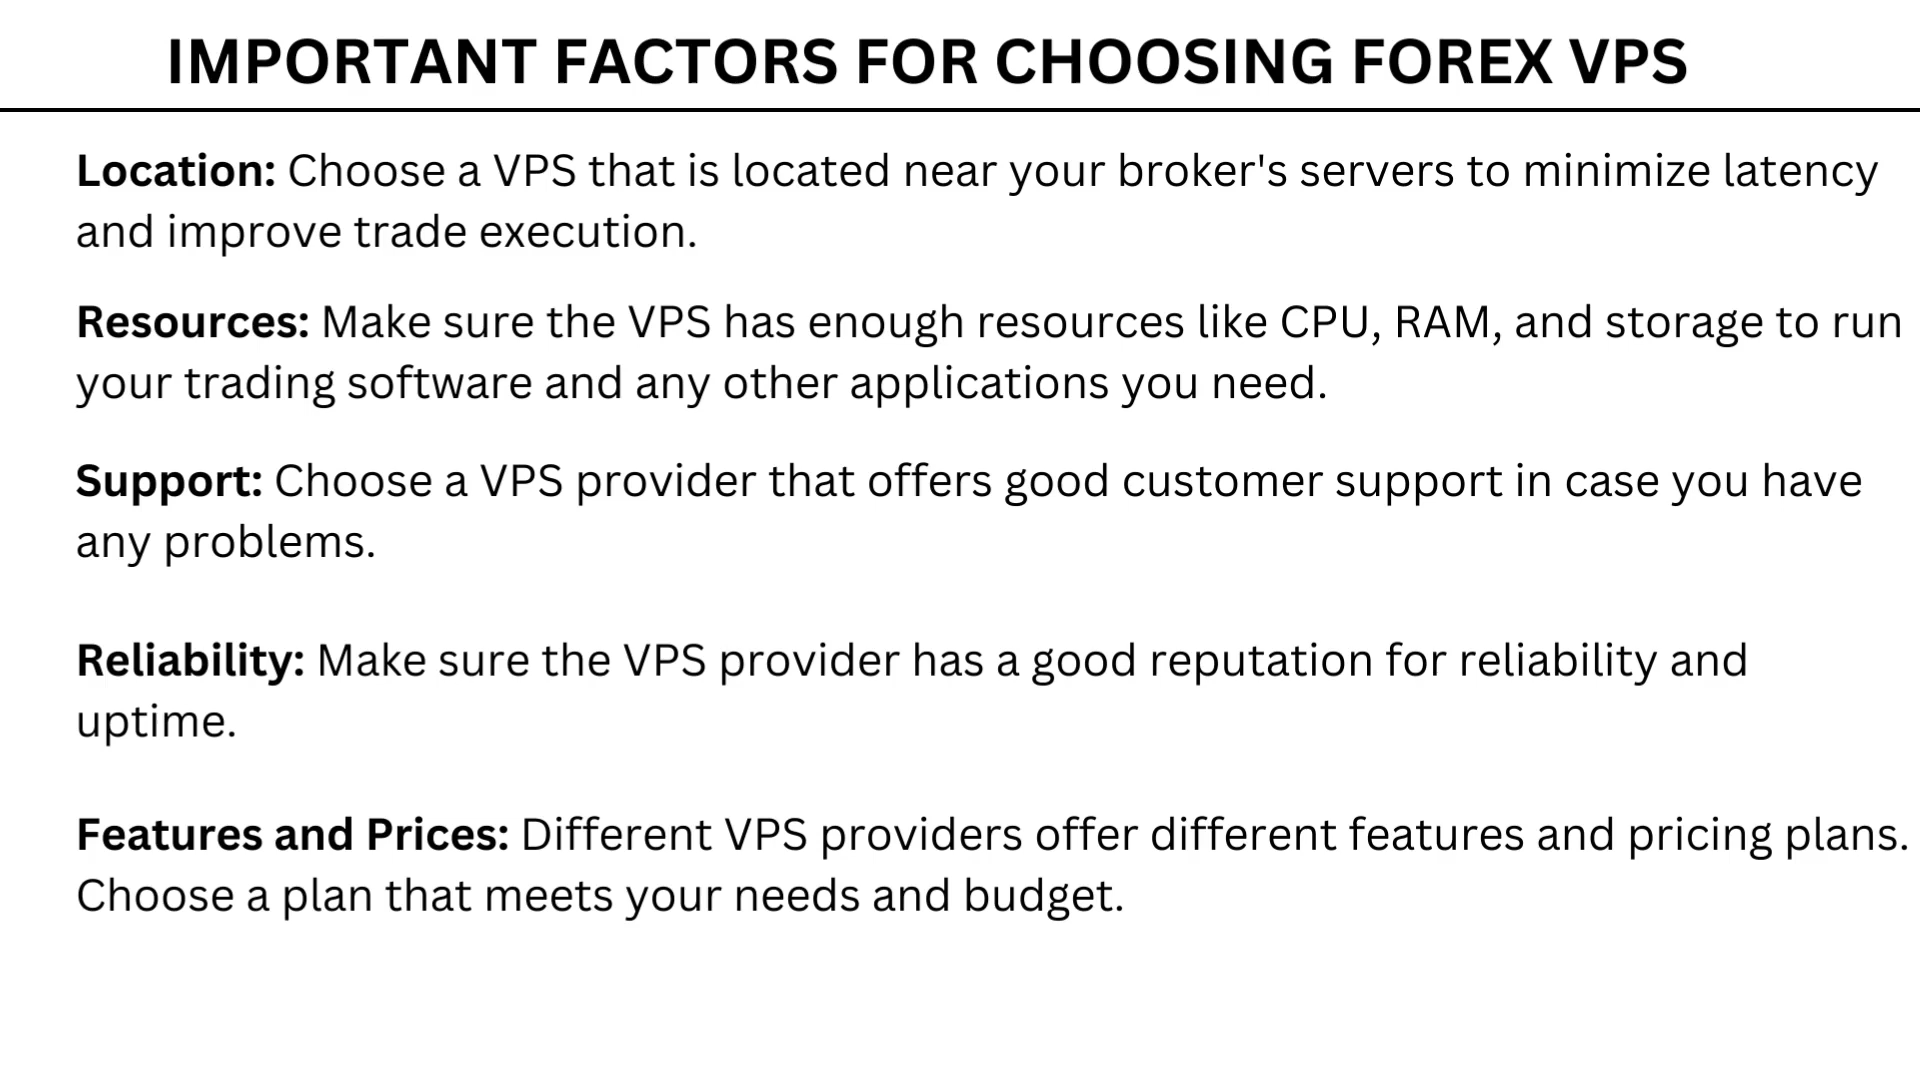 IMPORTANT FACTORS FOR CHOOSING FOREX VPS
Location: Choose a VPS that is located near your broker's servers to minimize latency
and improve trade execution.
Resources: Make sure the VPS has enough resources like CPU, RAM, and storage to run
your trading software and any other applications you need.
Support: Choose a VPS provider that offers good customer support in case you have
any problems.
Reliability: Make sure the VPS provider has a good reputation for reliability and
uptime.
Features and Prices: Different VPS providers offer different features and pricing plans.
Choose a plan that meets your needs and budget.